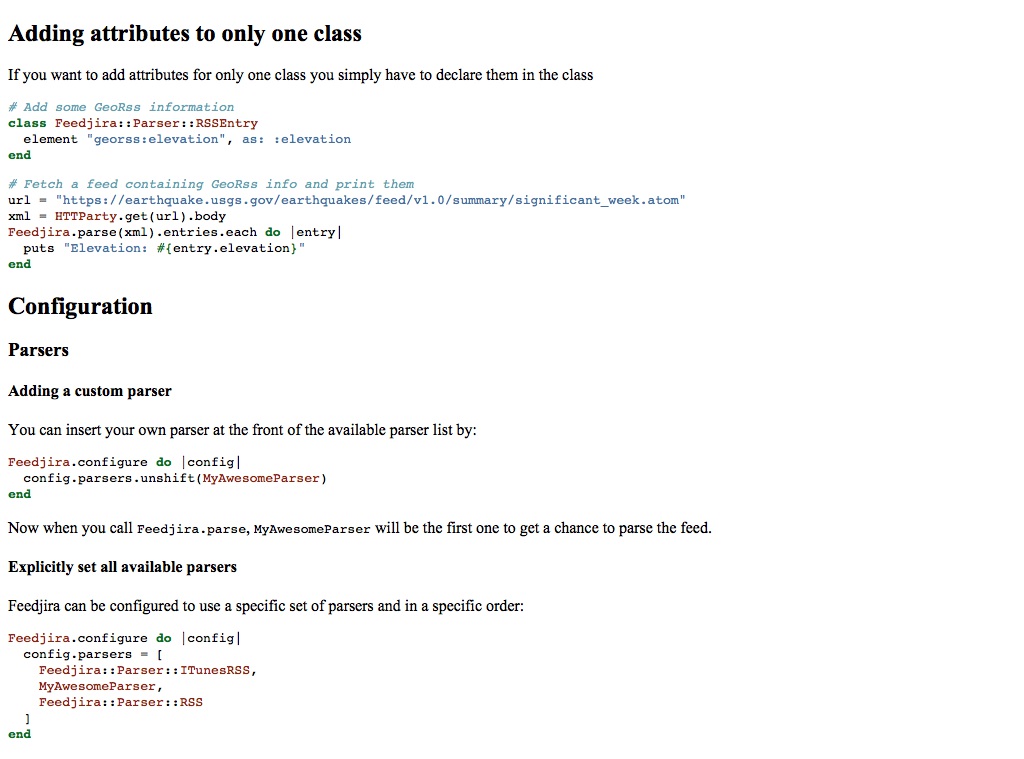 Adding attributes to only one class
If you want to add attributes for only one class you simply have to declare them in the class
# Add some GeoRss information
class Feedjira::Parser::RSSEntry
  element "georss:elevation", as: :elevation
end
# Fetch a feed containing GeoRss info and print them
url = "https://earthquake.usgs.gov/earthquakes/feed/v1.0/summary/significant_week.atom"
xml = HTTParty.get(url).body
Feedjira.parse(xml).entries.each do |entry|
  puts "Elevation: #{entry.elevation}"
end
Configuration
Parsers
Adding a custom parser
You can insert your own parser at the front of the available parser list by:
Feedjira.configure do |config|
  config.parsers.unshift(MyAwesomeParser)
end
Now when you call Feedjira.parse, MyAwesomeParser will be the first one to get a chance to parse the feed.
Explicitly set all available parsers
Feedjira can be configured to use a specific set of parsers and in a specific order:
Feedjira.configure do |config|
  config.parsers = [
    Feedjira::Parser::ITunesRSS,
    MyAwesomeParser,
    Feedjira::Parser::RSS
  ]
end